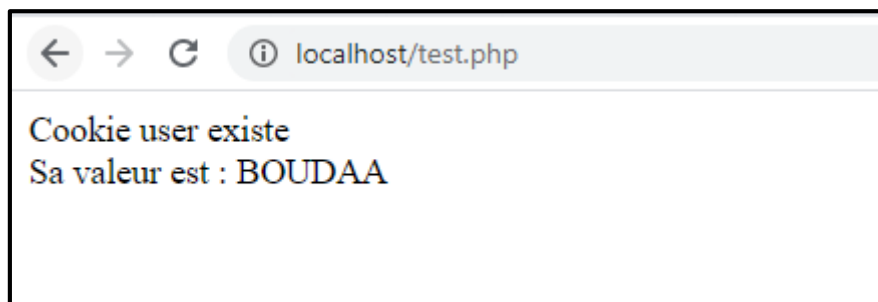 localhost/test.php
Cookie user existe
Sa valeur est : BOUDAA